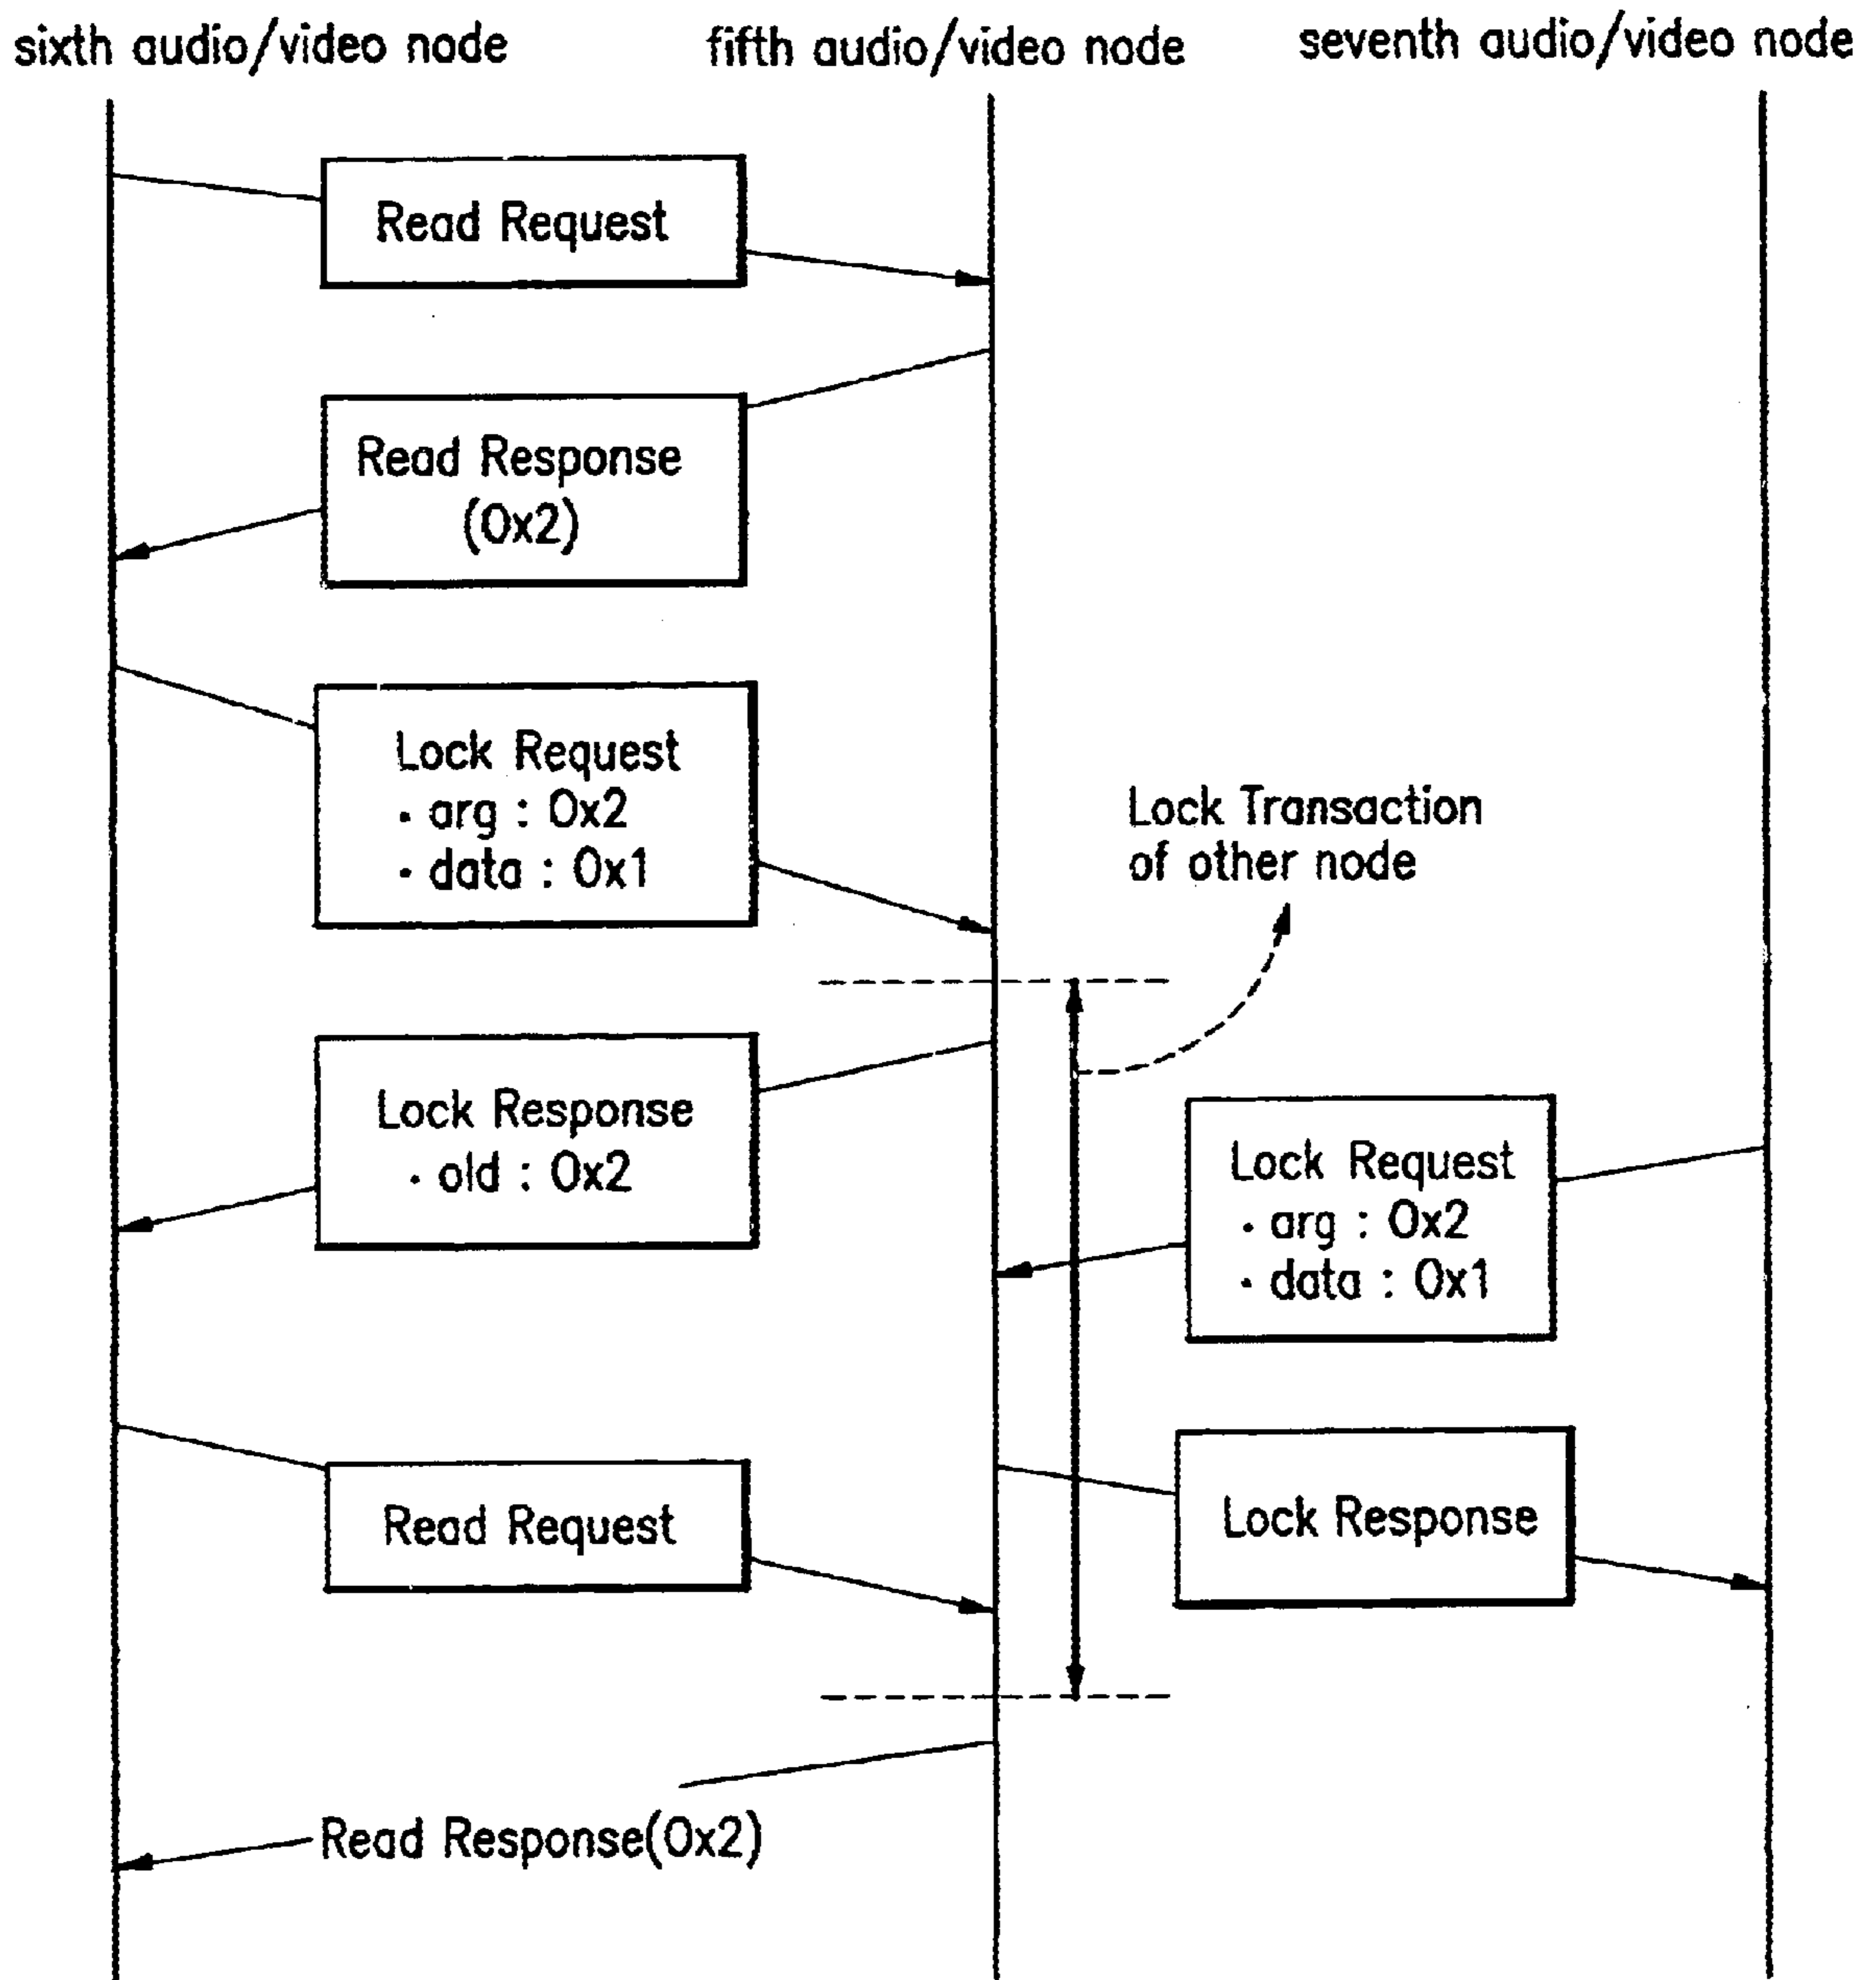 sixth audio/video node
fifth audio/video node
seventh audio/video node
Read Request
Read Response
(0x2)
Lock Request
• arg : 0x2
• data : 0x1
Lock Transaction
of other node
Lock Response
• old : 0x2
Lock Request
• arg : 0x2
• data : 0x1
Read Request
Lock Response
Read Response(0x2)